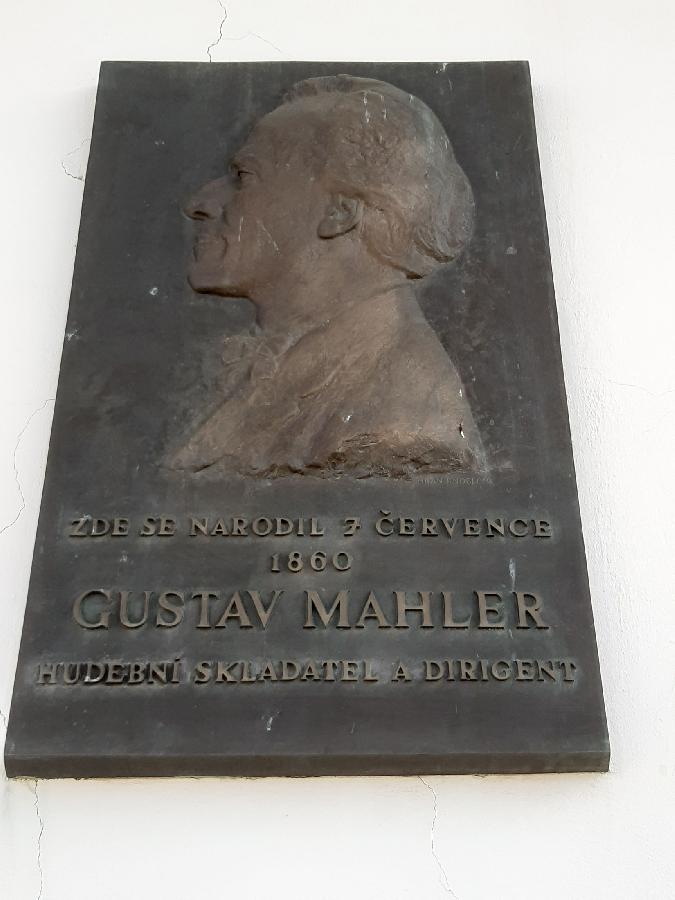 ZDE SE NARODIL 7 ČERVENCE
1860
GUSTAV MAHLER
HUDEBNÍ SKLADATEL A DIRIGENT